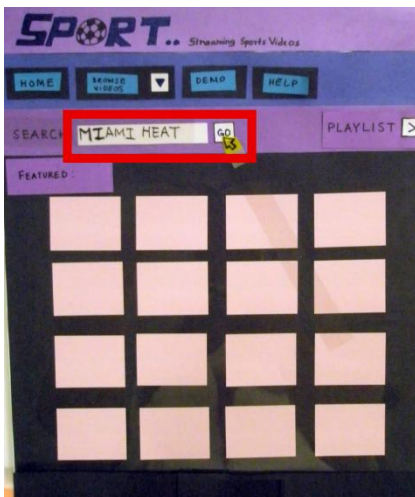 SPORT.. Streaming Sports Videos
HOME
BROWSE
VIDEOS
DEMO
HELP
SEARCH
MIAMI HEAT
GO
PLAYLIST
FEATURED: